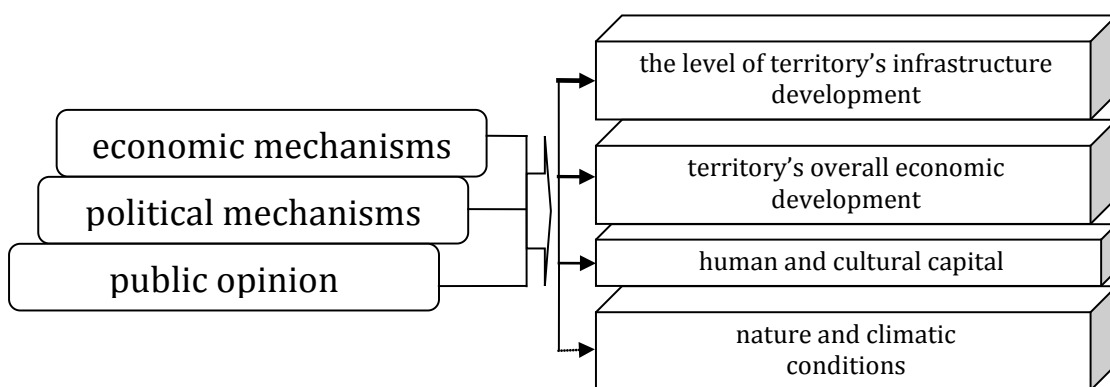 economic mechanisms
political mechanisms
public opinion
the level of territory’s infrastructure
development
territory’s overall economic
development
human and cultural capital
nature and climatic
conditions